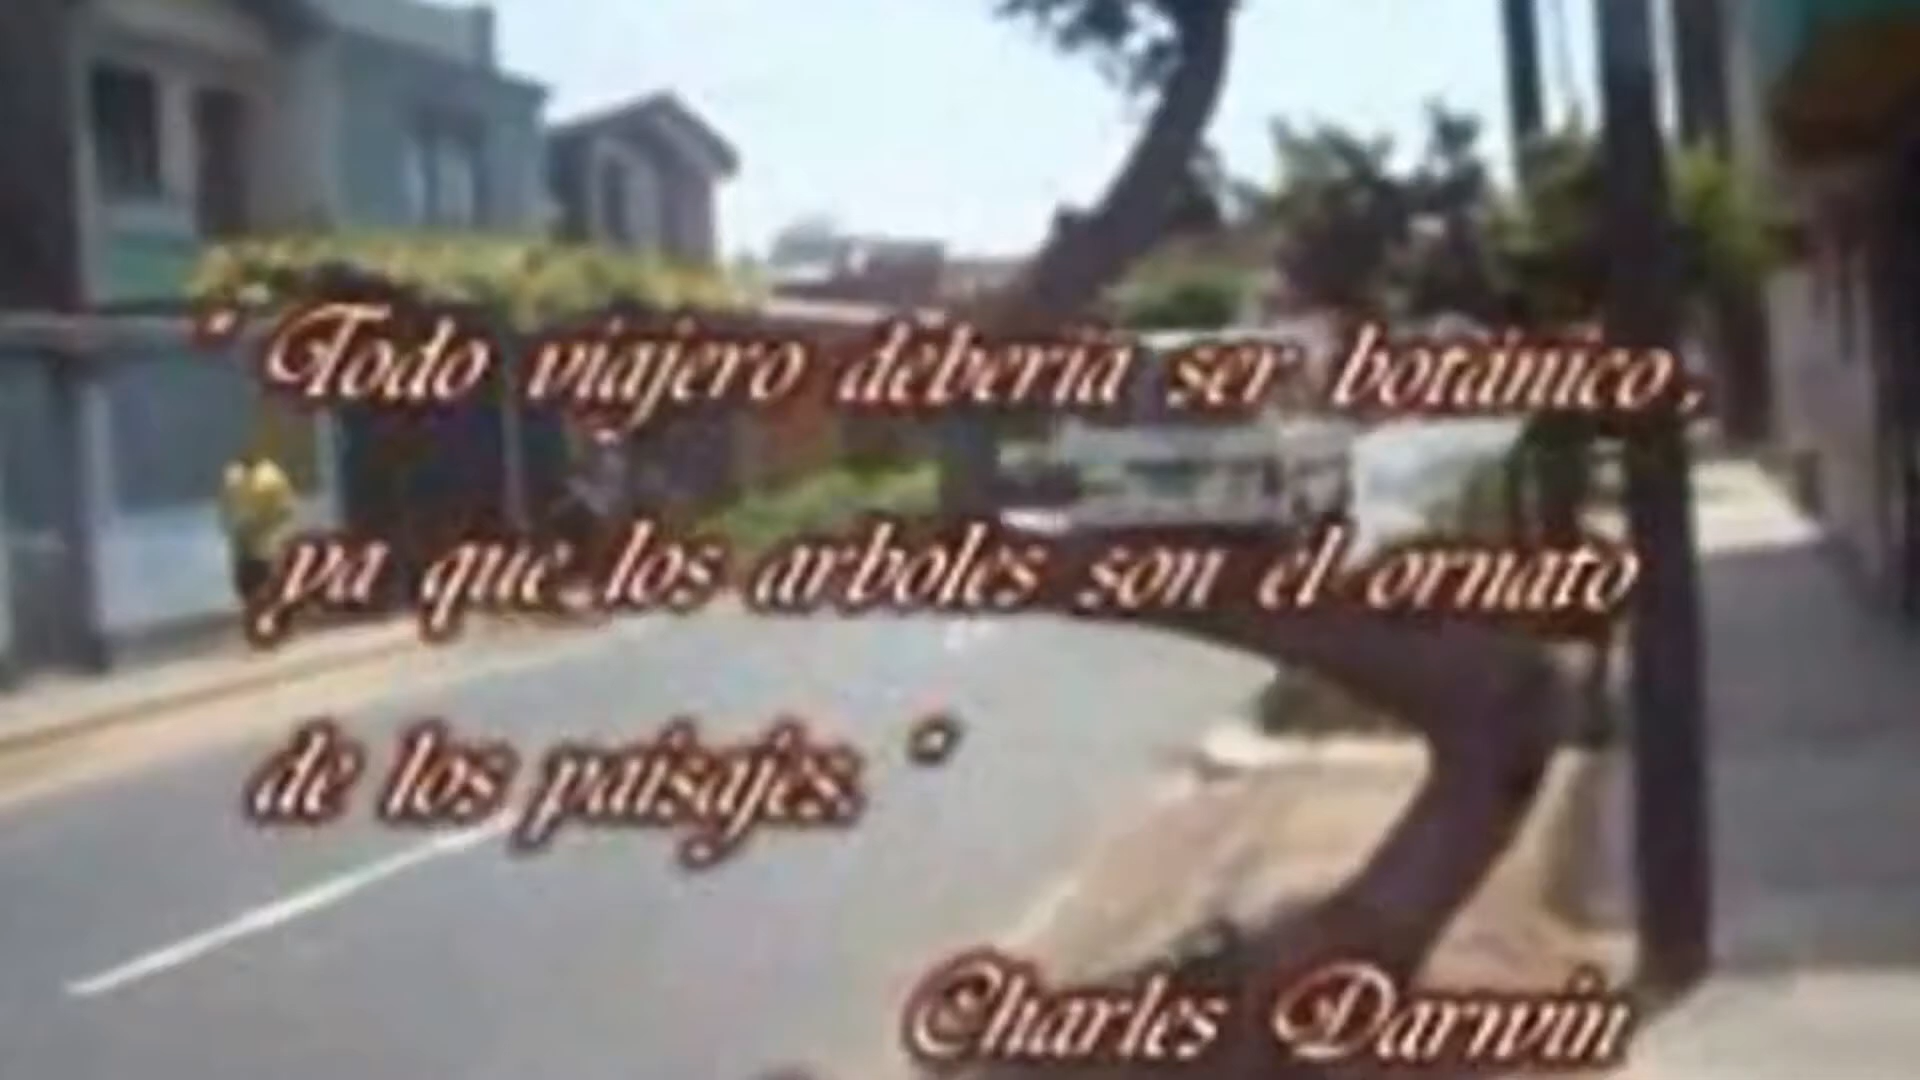 " Todo viajero debería ser botánico,
ya que los arboles son el ornato
de los paisajes. "
Charles Darwin